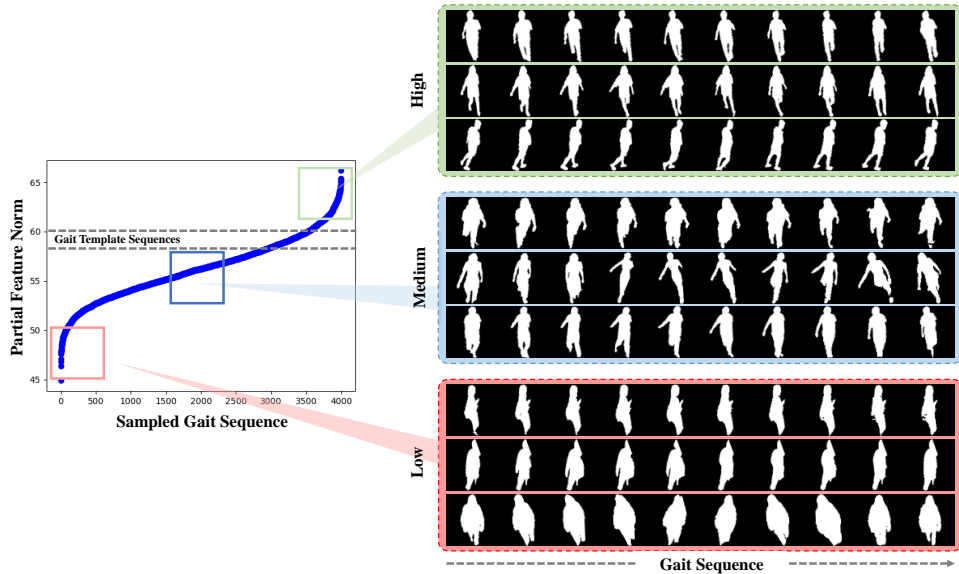 High
Medium
Low
Partial Feature Norm
65
60
Gait Template Sequences
55
50
45
0
500
1000
1500
2000
2500
3000
3500
4000
Sampled Gait Sequence
Gait Sequence